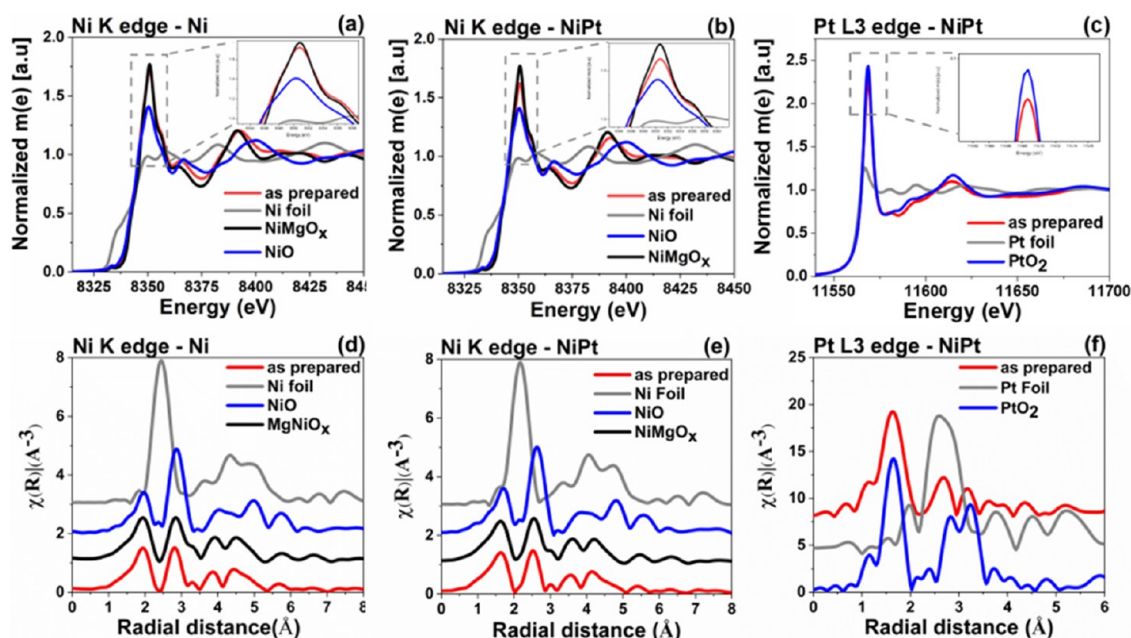 Ni K edge - Ni (a)
Normalized m(e) [a.u]
2.0
1.5
1.0
0.5
0.0
as prepared
Ni foil
NiMgOx
NiO
8325 8350 8375 8400 8425 8450
Energy (eV)
Ni K edge - NiPt (b)
Normalized m(e) [a.u]
2.0
1.5
1.0
0.5
0.0
as preared
Ni foil
NiO
NiMgOx
8325 8350 8375 8400 8425 8450
Energy (eV)
Pt L3 edge - NiPt (c)
Normalized m(e) [a.u]
2.5
2.0
1.5
1.0
0.5
0.0
as prepared
Pt foil
PtO2
11550 11600 11650 11700
Energy (eV)
Ni K edge - Ni (d)
χ(R)|(A-3)
8
6
4
2
0
as prepared
Ni foil
NiO
MgNiOx
0 1 2 3 4 5 6 7 8
Radial distance(Å)
Ni K edge - NiPt (e)
χ(R)|(A-3)
8
6
4
2
0
as prepared
Ni Foil
NiO
NiMgOx
0 1 2 3 4 5 6 7 8
Radial distance (Å)
Pt L3 edge - NiPt (f)
χ(R)|(A-3)
25
20
15
10
5
0
as prepared
Pt Foil
PtO2
0 1 2 3 4 5 6
Radial distance (Å)